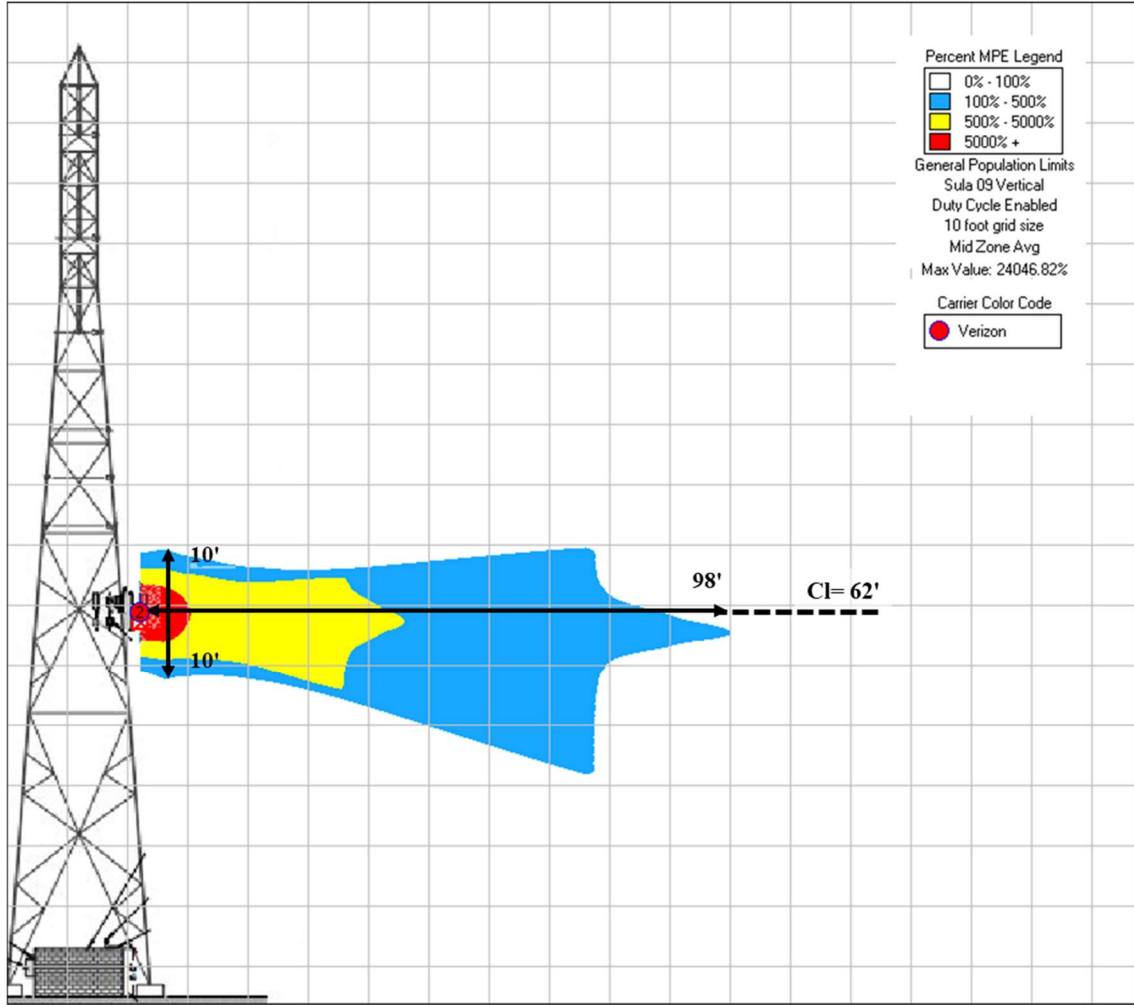 Percent MPE Legend
0% - 100%
100% - 500%
500% - 5000%
5000% +
General Population Limits
Sula 09 Vertical
Duty Cycle Enabled
10 foot grid size
Mid Zone Avg
Max Value: 24046.82%
Carrier Color Code
Verizon
10'
98'
Cl= 62'
2
10'